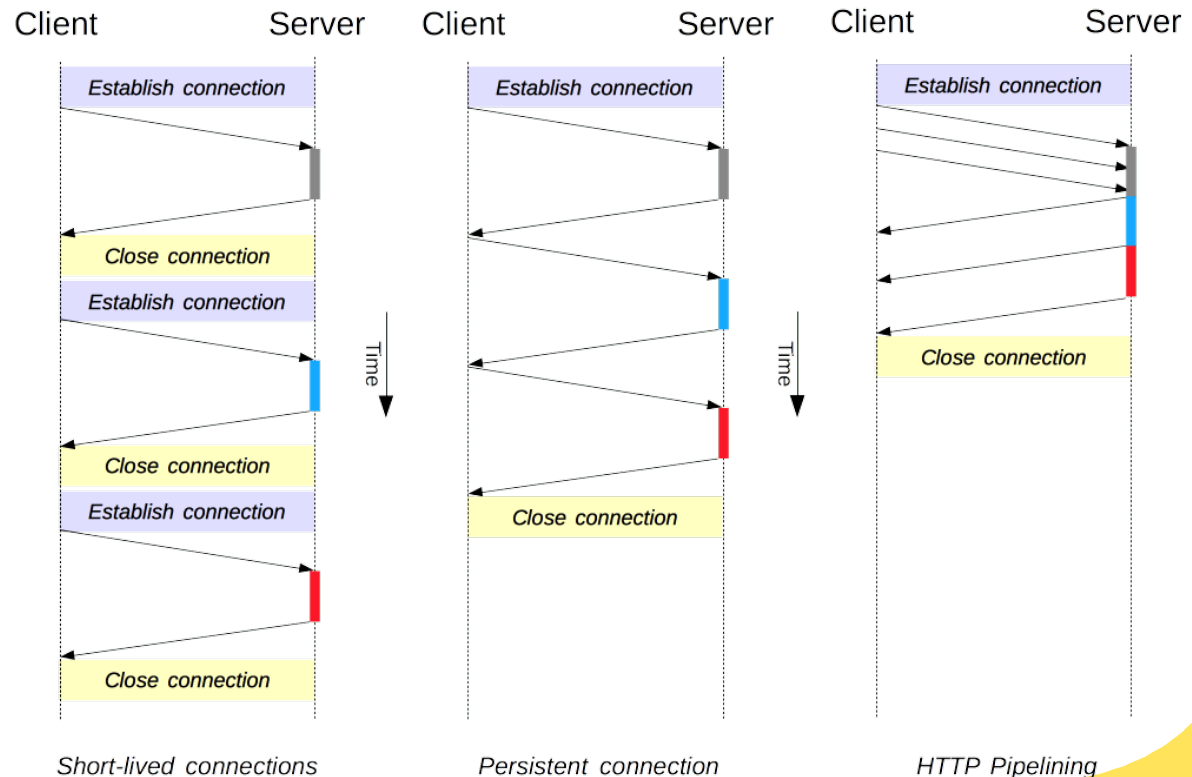 Client Server
Establish connection
Close connection
Establish connection
Close connection
Establish connection
Close connection
Short-lived connections
Time
Client Server
Establish connection
Close connection
Persistent connection
Time
Client Server
Establish connection
Close connection
HTTP Pipelining